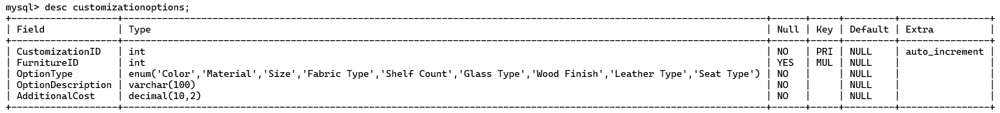 mysql> desc customizationoptions;
+-------------------+------------------------------------------------------------------------------------------------------------------+------+-----+---------+----------------+
| Field             | Type                                                                                                             | Null | Key | Default | Extra          |
+-------------------+------------------------------------------------------------------------------------------------------------------+------+-----+---------+----------------+
| CustomizationID   | int                                                                                                              | NO   | PRI | NULL    | auto_increment |
| FurnitureID       | int                                                                                                              | YES  | MUL | NULL    |                |
| OptionType        | enum('Color','Material','Size','Fabric Type','Shelf Count','Glass Type','Wood Finish','Leather Type','Seat Type') | NO   |     | NULL    |                |
| OptionDescription | varchar(100)                                                                                                     | NO   |     | NULL    |                |
| AdditionalCost    | decimal(10,2)                                                                                                    | NO   |     | NULL    |                |
+-------------------+------------------------------------------------------------------------------------------------------------------+------+-----+---------+----------------+